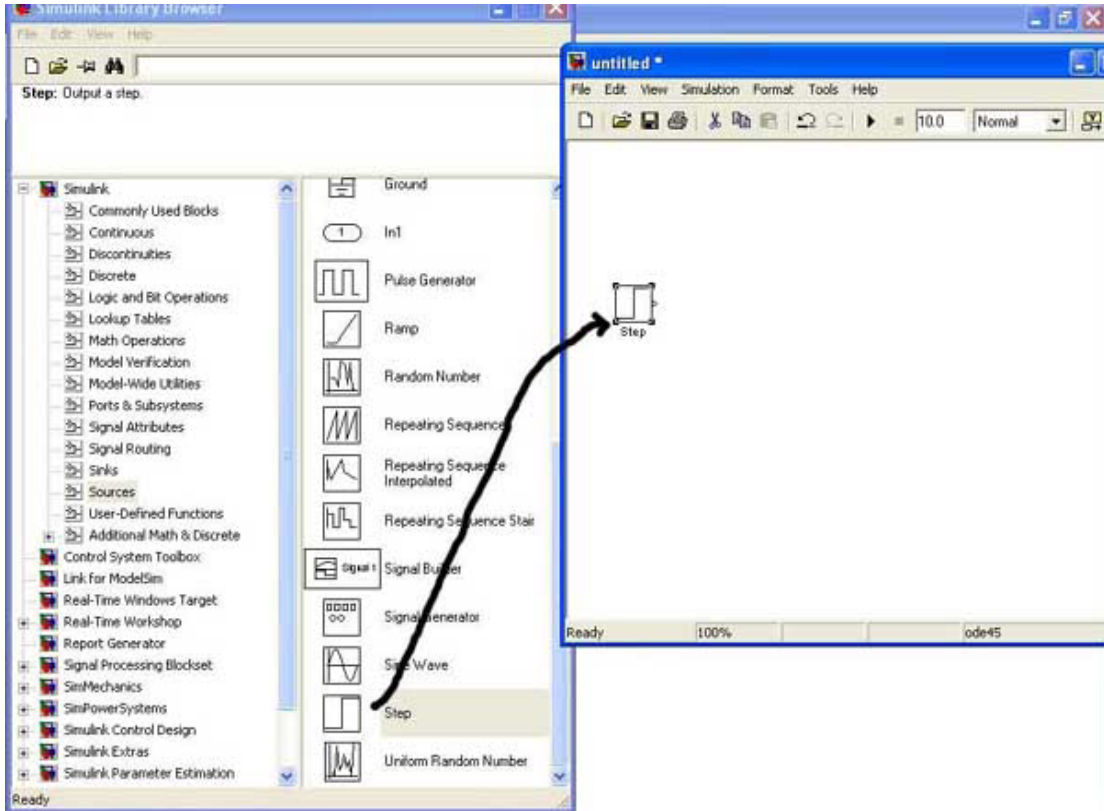 Simulink Library Browser
File Edit View Help
Step: Output a step.
Simulink
Commonly Used Blocks
Continuous
Discontinuities
Discrete
Logic and Bit Operations
Lookup Tables
Math Operations
Model Verification
Model-Wide Utilities
Ports & Subsystems
Signal Attributes
Signal Routing
Sinks
Sources
User-Defined Functions
Additional Math & Discrete
Control System Toolbox
Link for ModelSim
Real-Time Windows Target
Real-Time Workshop
Report Generator
Signal Processing Blockset
SimMechanics
SimPowerSystems
Simulink Control Design
Simulink Extras
Simulink Parameter Estimation
Ground
1 In1
Pulse Generator
Ramp
Random Number
Repeating Sequence
Repeating Sequence
Interpolated
Repeating Sequence Stair
Signal 1 Signal Builder
Signal Generator
Sine Wave
Step
Uniform Random Number
Ready
untitled *
File Edit View Simulation Format Tools Help
10.0 Normal
Step
Ready 100% ode45